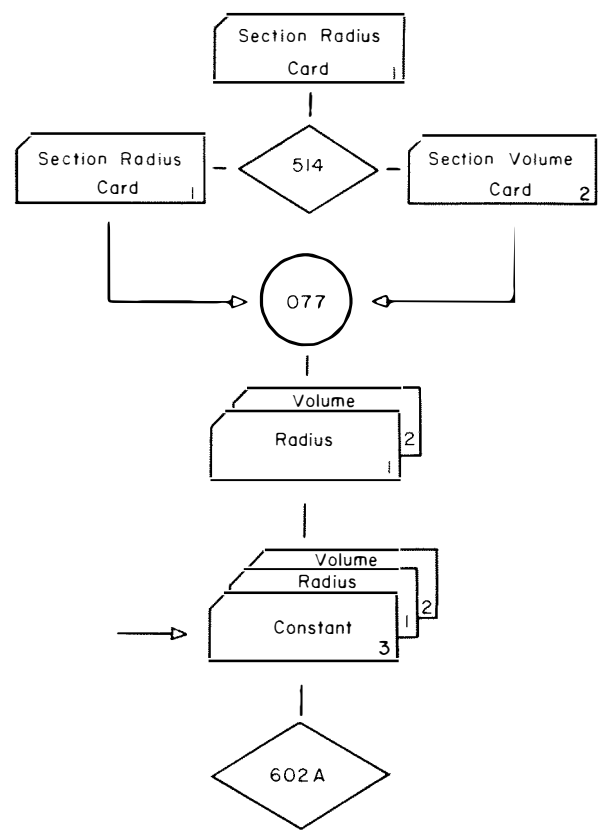 Section Radius
Card 1
514
Section Radius
Card 1
Section Volume
Card 2
077
Volume
2
Radius
1
Volume
2
Radius
1
Constant
3
602A